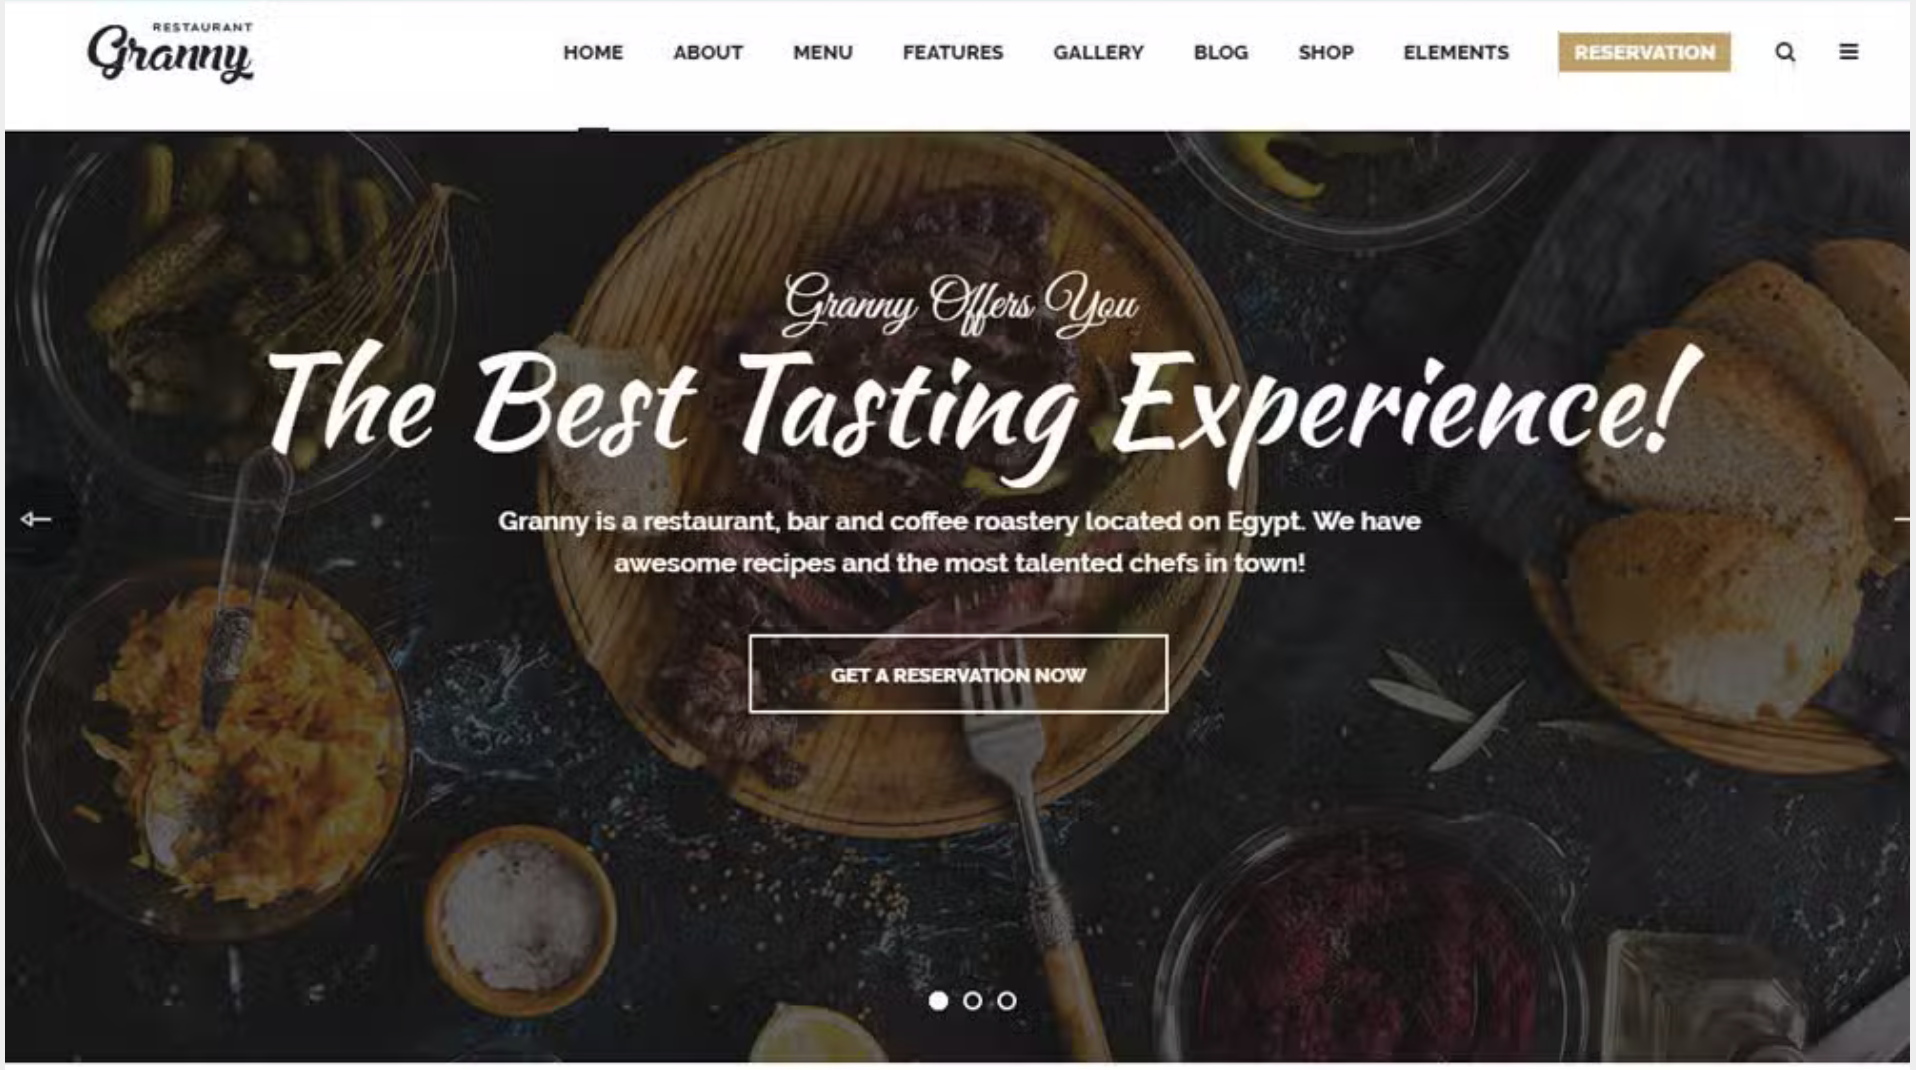 RESTAURANT
Granny
HOME ABOUT MENU FEATURES GALLERY BLOG SHOP ELEMENTS RESERVATION
Granny Offers You
The Best Tasting Experience!
Granny is a restaurant, bar and coffee roastery located on Egypt. We have
awesome recipes and the most talented chefs in town!
GET A RESERVATION NOW